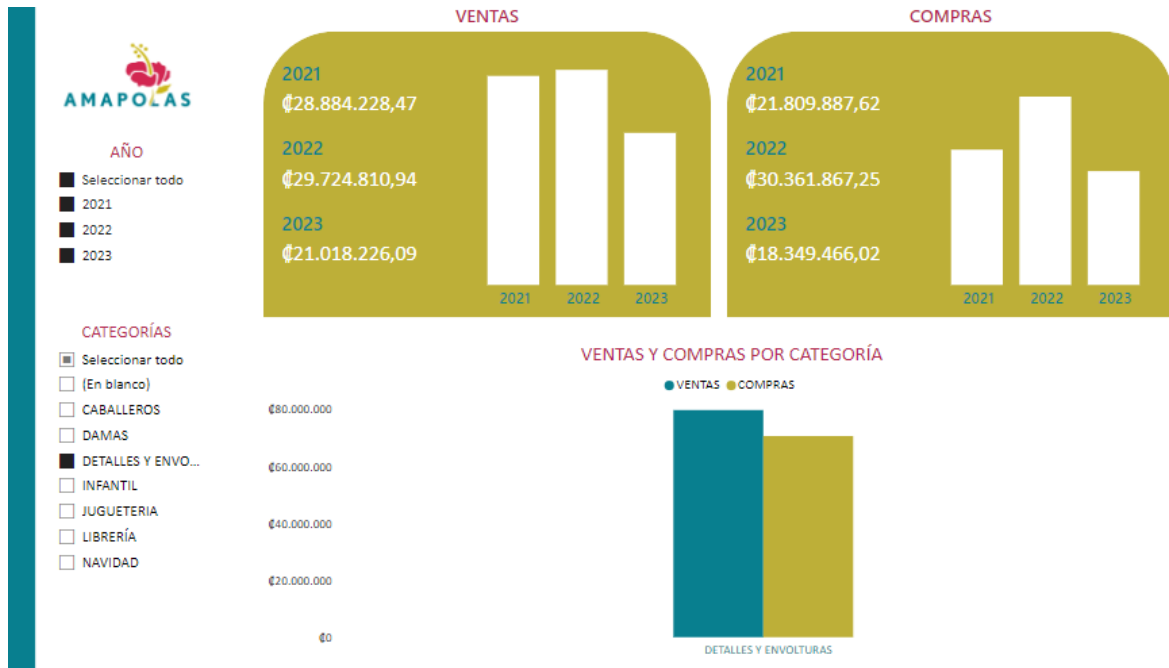 AMAPOLAS
AÑO
Seleccionar todo
2021
2022
2023
CATEGORÍAS
Seleccionar todo
(En blanco)
CABALLEROS
DAMAS
DETALLES Y ENVO...
INFANTIL
JUGUETERIA
LIBRERÍA
NAVIDAD
VENTAS
2021
₡28.884.228,47
2022
₡29.724.810,94
2023
₡21.018.226,09
2021 2022 2023
COMPRAS
2021
₡21.809.887,62
2022
₡30.361.867,25
2023
₡18.349.466,02
2021 2022 2023
VENTAS Y COMPRAS POR CATEGORÍA
VENTAS COMPRAS
₡80.000.000
₡60.000.000
₡40.000.000
₡20.000.000
₡0
DETALLES Y ENVOLTURAS